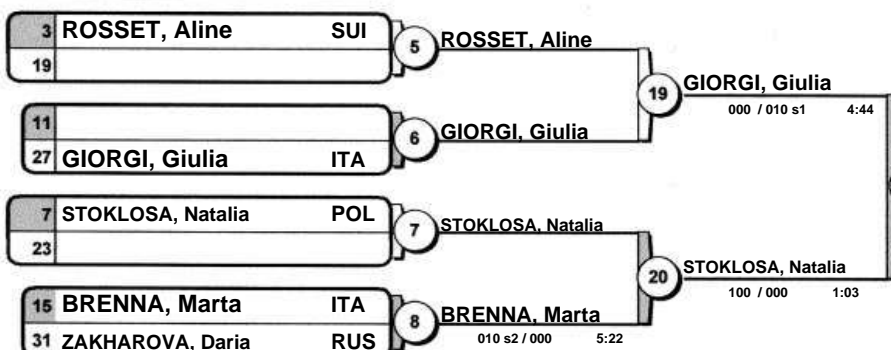 3 ROSSET, Aline SUI
19
5
ROSSET, Aline
11
27 GIORGI, Giulia ITA
6
GIORGI, Giulia
19
GIORGI, Giulia
000 / 010 s1 4:44
7 STOKLOSA, Natalia POL
23
7
STOKLOSA, Natalia
15 BRENNA, Marta ITA
31 ZAKHAROVA, Daria RUS
8
BRENNA, Marta
010 s2 / 000 5:22
20
STOKLOSA, Natalia
100 / 000 1:03